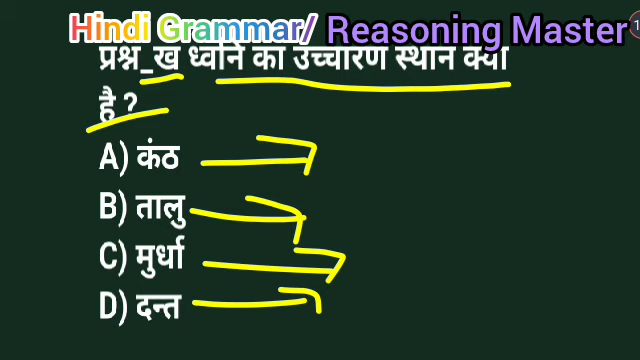 Hindi Grammar/ Reasoning Master
प्रश्न_ख ध्वनि का उच्चारण स्थान क्या
है ?
A) कंठ
B) तालु
C) मुर्धा
D) दन्त